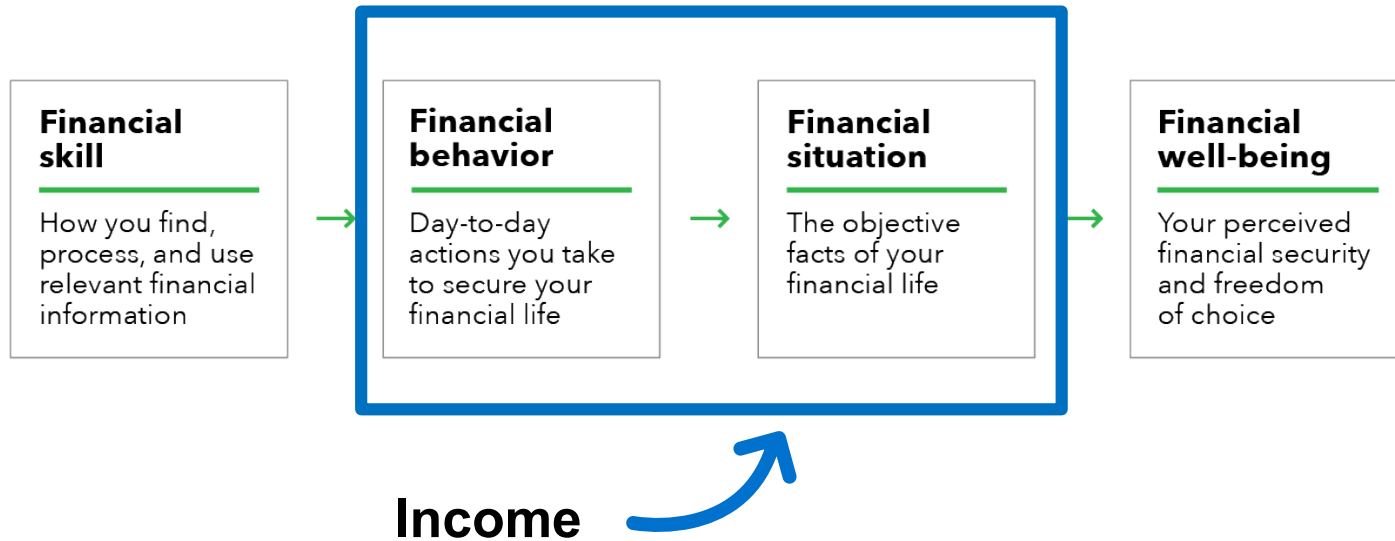 Financial
skill
How you find,
process, and use
relevant financial
information
Financial
behavior
Day-to-day
actions you take
to secure your
financial life
Financial
situation
The objective
facts of your
financial life
Financial
well-being
Your perceived
financial security
and freedom
of choice
Income